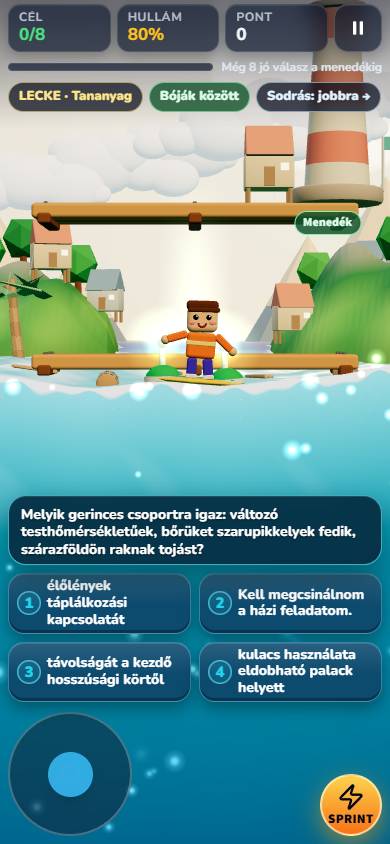 CÉL
0/8
HULLÁM
80%
PONT
0
Még 8 jó válasz a menedékig
LECKE · Tananyag
Bóják között
Sodrás: jobbra →
Menedék
Melyik gerinces csoportra igaz: változó
testhőmérsékletűek, bőrüket szarupikkelyek fedik,
szárazföldön raknak tojást?
1
élőlények
táplálkozási
kapcsolatát
2
Kell megcsinálnom
a házi feladatom.
3
távolságát a kezdő
hosszúsági körtől
4
kulacs használata
eldobható palack
helyett
SPRINT